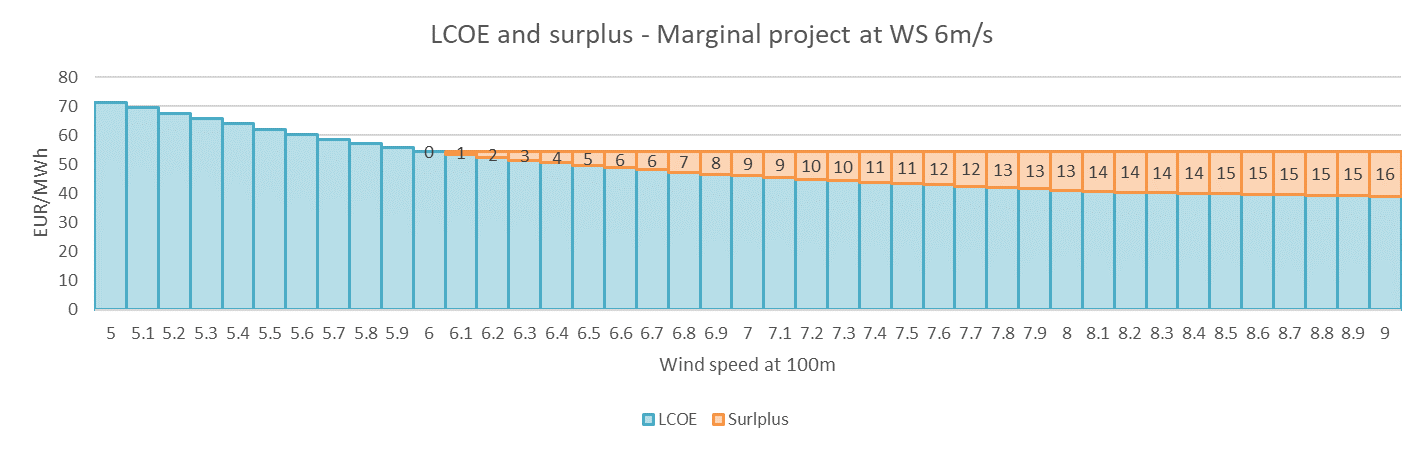 LCOE and surplus - Marginal project at WS 6m/s
EUR/MWh
80
70
60
50
40
30
20
10
0
0 1 2 3 4 5 6 6 7 8 9 9 10 10 11 11 12 12 13 13 13 14 14 14 14 15 15 15 15 15 16
5 5.1 5.2 5.3 5.4 5.5 5.6 5.7 5.8 5.9 6 6.1 6.2 6.3 6.4 6.5 6.6 6.7 6.8 6.9 7 7.1 7.2 7.3 7.4 7.5 7.6 7.7 7.8 7.9 8 8.1 8.2 8.3 8.4 8.5 8.6 8.7 8.8 8.9 9
Wind speed at 100m
LCOE Surlplus